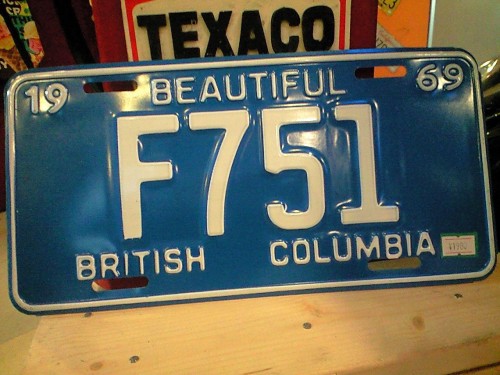 TEXACO
19 BEAUTIFUL 69
F751
BRITISH COLUMBIA